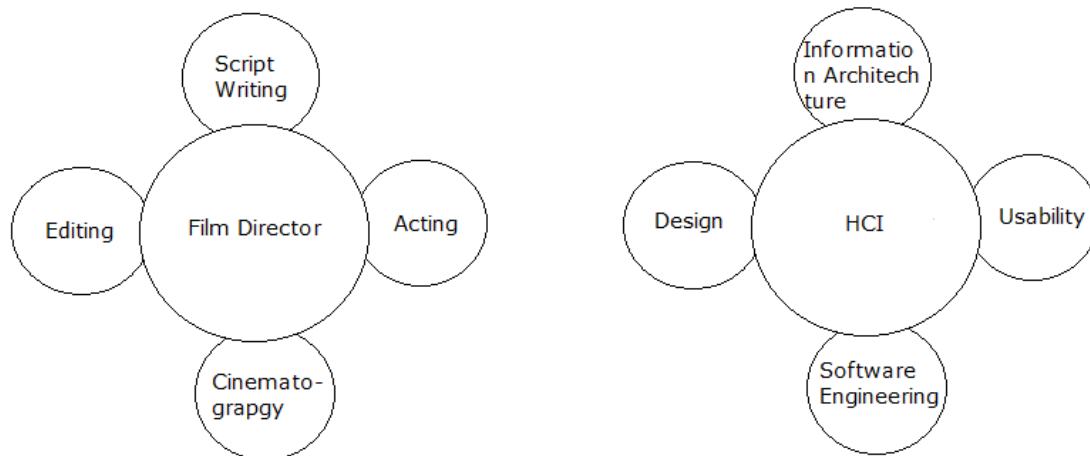 Script
Writing
Editing
Film Director
Acting
Cinemato-
grapgy
Informatio
n Architech
ture
Design
HCI
Usability
Software
Engineering